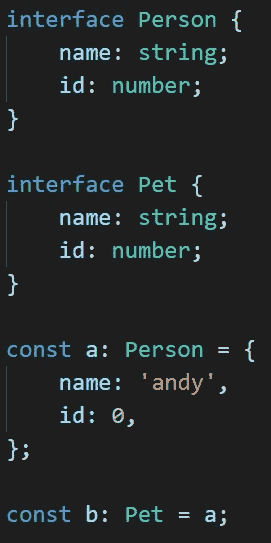 interface Person {
    name: string;
    id: number;
}

interface Pet {
    name: string;
    id: number;
}

const a: Person = {
    name: 'andy',
    id: 0,
};

const b: Pet = a;